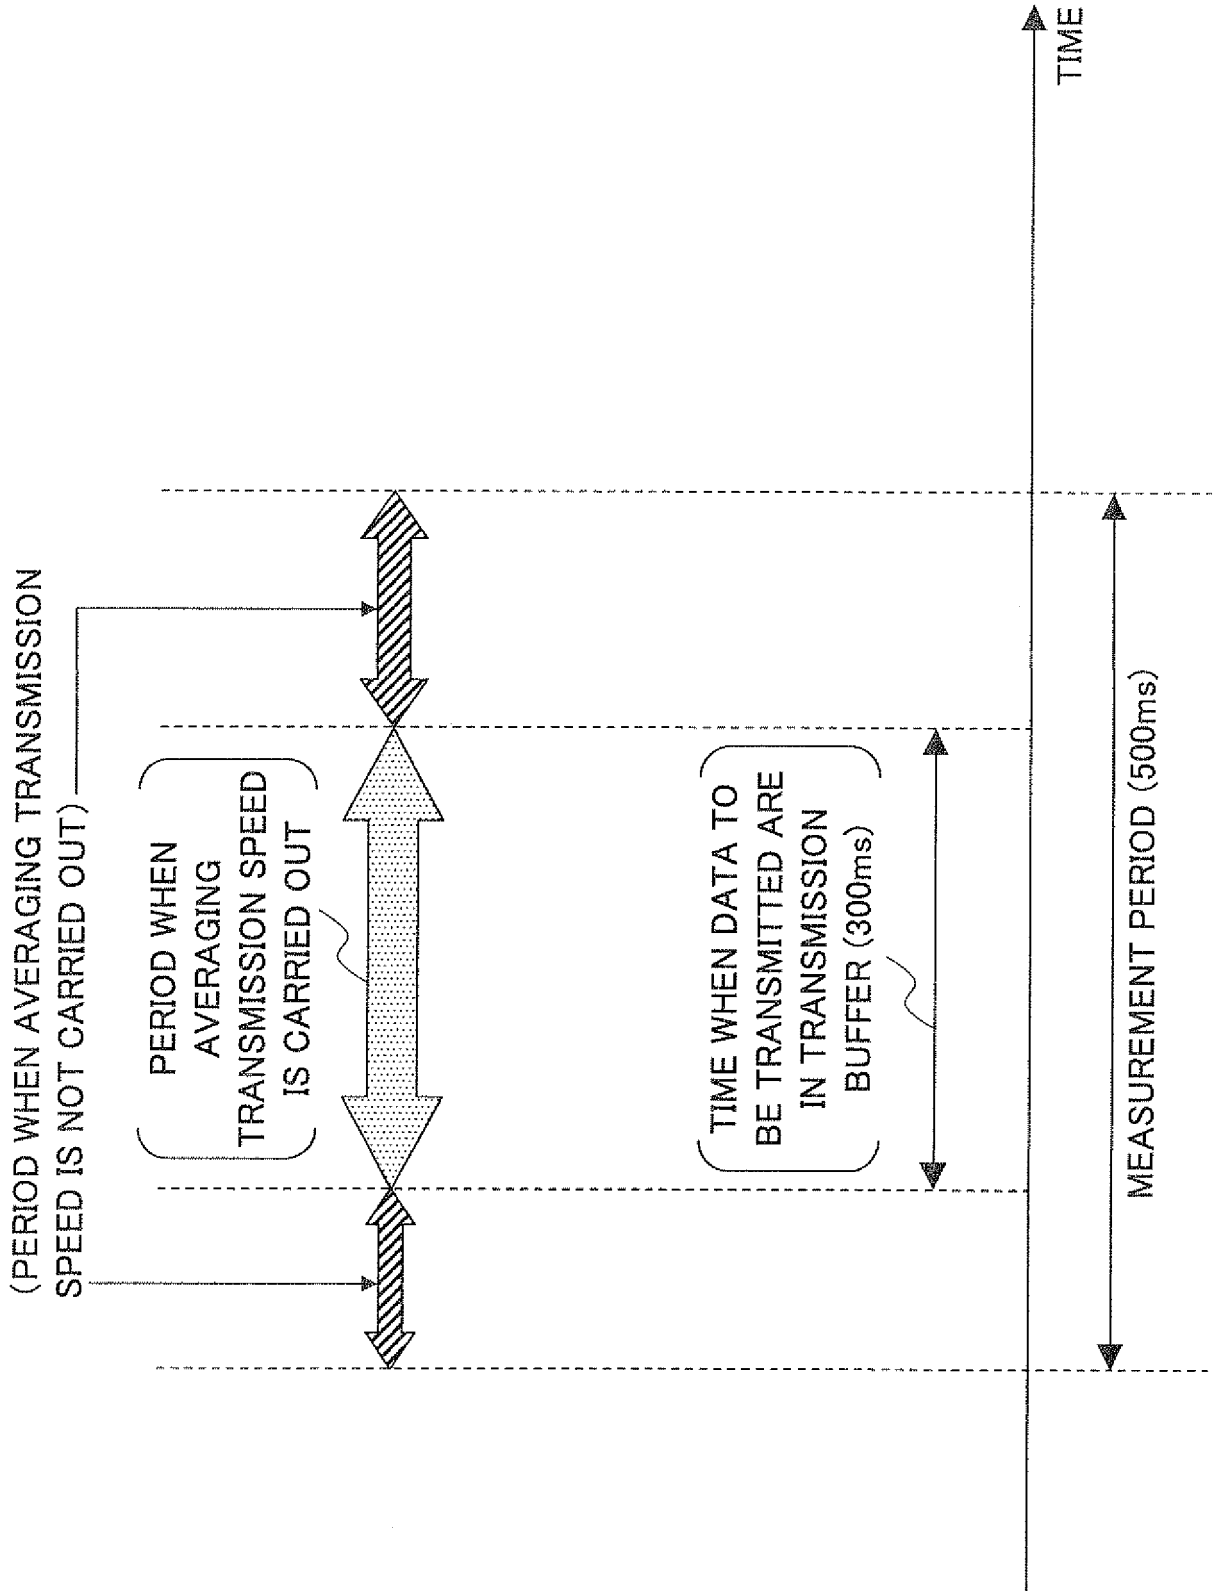 (PERIOD WHEN AVERAGING TRANSMISSION
SPEED IS NOT CARRIED OUT)
PERIOD WHEN
AVERAGING
TRANSMISSION SPEED
IS CARRIED OUT
TIME WHEN DATA TO
BE TRANSMITTED ARE
IN TRANSMISSION
BUFFER (300ms)
TIME
MEASUREMENT PERIOD (500ms)